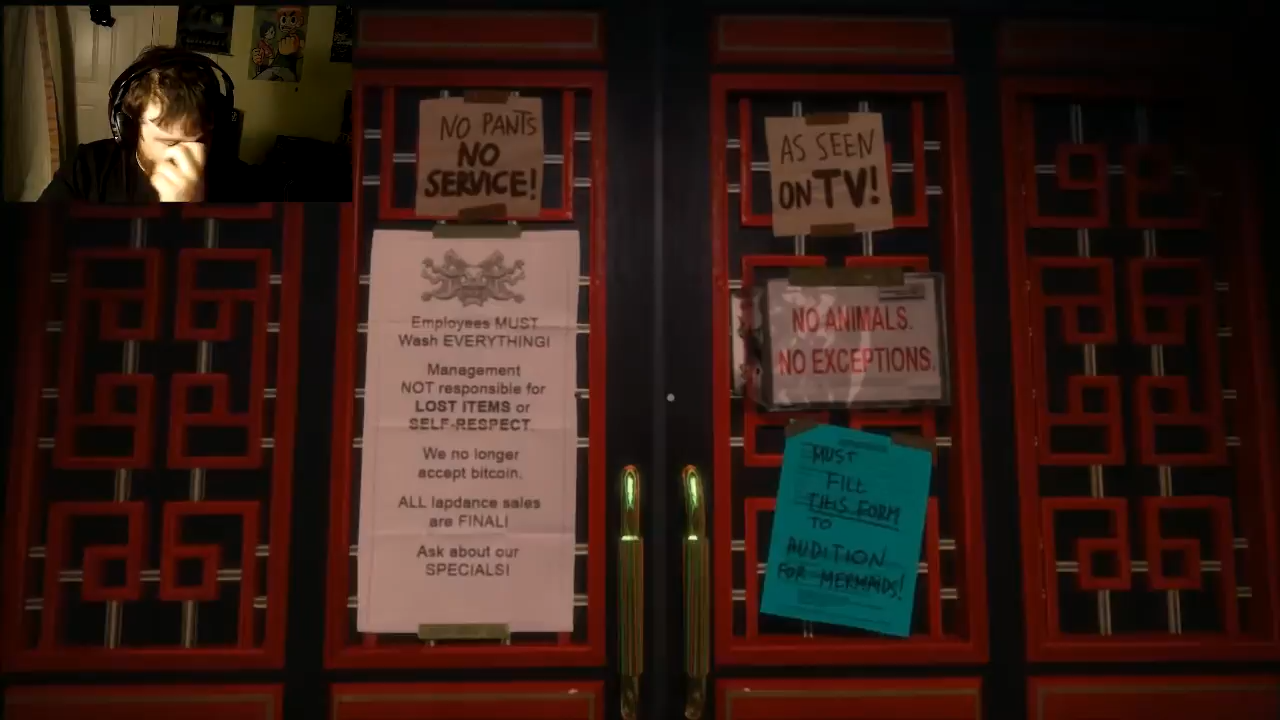 NO PANTS
NO
SERVICE!
Employees MUST
Wash EVERYTHING!
Management
NOT responsible for
LOST ITEMS or
SELF-RESPECT.
We no longer
accept bitcoin.
ALL lapdance sales
are FINAL!
Ask about our
SPECIALS!
AS SEEN
ON TV!
NO ANIMALS.
NO EXCEPTIONS.
MUST
FILL
THIS FORM
TO
AUDITION
FOR MERMAIDS!